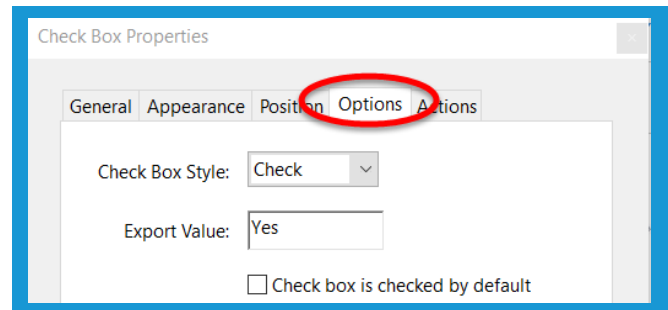 Check Box Properties
General Appearance Position Options Actions
Check Box Style: Check
Export Value: Yes
Check box is checked by default